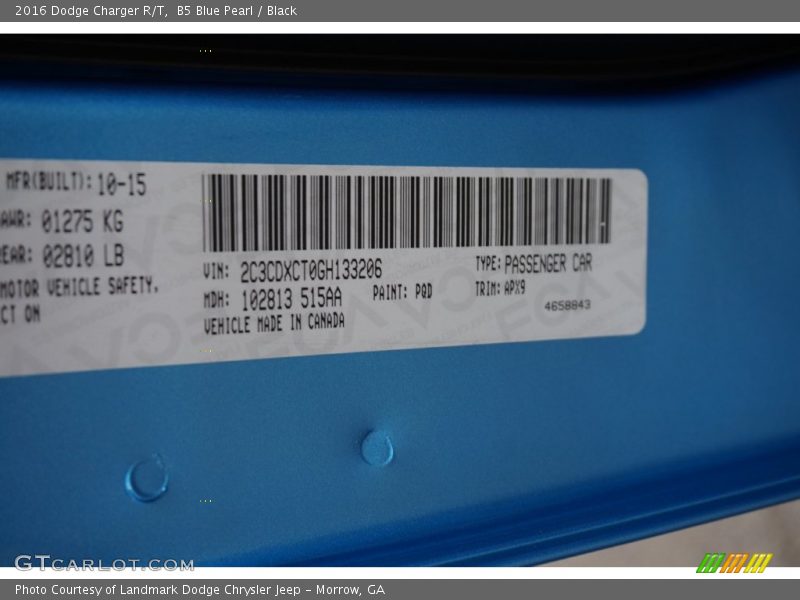 2016 Dodge Charger R/T, B5 Blue Pearl / Black
MFR(BUILT): 10-15
01275 KG
02810 LB
MOTOR VEHICLE SAFETY.
CT ON
VIN: 2C3CDXCT0GH133206
TYPE: PASSENGER CAR
MDH: 102813 515AA
PAINT: PQD
TRIM: APX9
4658843
VEHICLE MADE IN CANADA
GTCARLOT.COM
Photo Courtesy of Landmark Dodge Chrysler Jeep - Morrow, GA